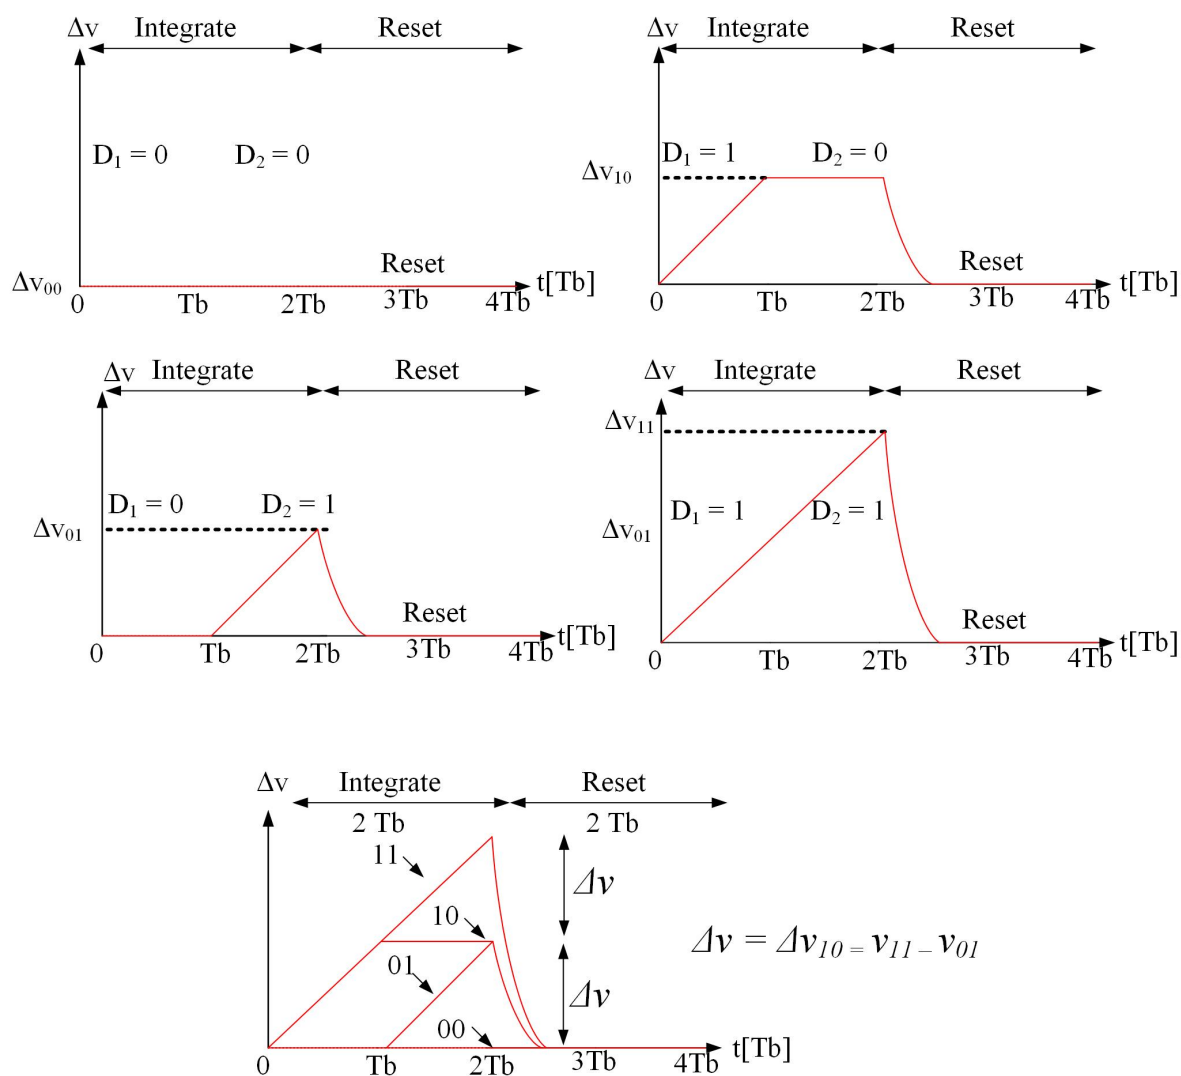 Δv Integrate Reset
D₁ = 0 D₂ = 0
Reset
Δv₀₀
0 Tb 2Tb 3Tb 4Tb t[Tb]
Δv Integrate Reset
D₁ = 1 D₂ = 0
Δv₁₀
Reset
0 Tb 2Tb 3Tb 4Tb t[Tb]
Δv Integrate Reset
D₁ = 0 D₂ = 1
Δv₀₁
Reset
0 Tb 2Tb 3Tb 4Tb t[Tb]
Δv Integrate Reset
Δv₁₁
D₁ = 1 D₂ = 1
Δv₀₁
Reset
0 Tb 2Tb 3Tb 4Tb t[Tb]
Δv Integrate Reset
2 Tb 2 Tb
11
Δv
10
Δv = Δv₁₀ ₌ v₁₁ ₋ v₀₁
01
Δv
00
0 Tb 2Tb 3Tb 4Tb t[Tb]